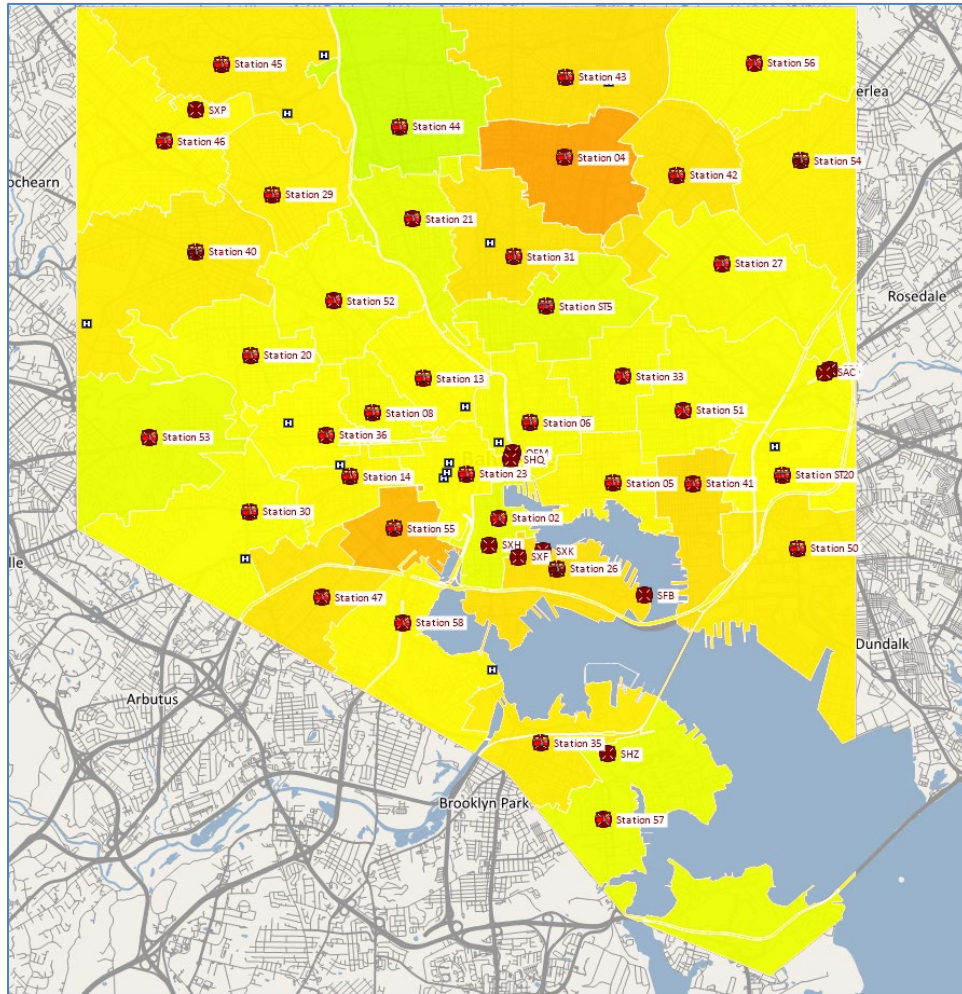 H
Station 45
Station 43
Station 56
erlea
SXP
H
Station 44
Station 46
Station 04
Station 54
Station 42
ochearn
Station 29
Station 21
H
Station 40
Station 31
Station 27
Rosedale
Station 52
Station ST5
H
Station 20
SAC
Station 13
Station 33
H
Station 08
Station 51
H
Station 06
Station 36
Station 53
H
H
SHQ
H
H
H
H
Station 14
Station 23
Station ST20
Station 05
Station 41
Station 30
Station 02
Station 55
SXH
SXK
Station 50
lle
H
SXF
Station 26
Station 47
SFB
Station 58
Dundalk
H
Arbutus
Station 35
SHZ
Brooklyn Park
Station 57